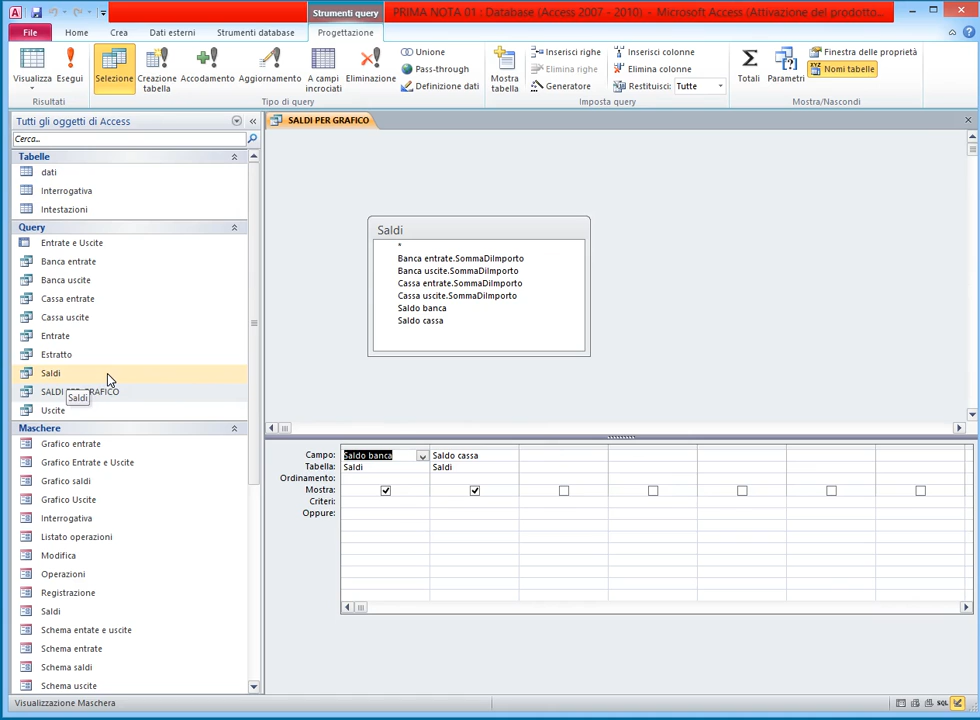 Strumenti query
PRIMA NOTA 01 : Database (Access 2007 - 2010) - Microsoft Access (Attivazione del prodotto...
File Home Crea Dati esterni Strumenti database Progettazione
Visualizza Esegui
Selezione Creazione tabella Accodamento Aggiornamento A campi incrociati Eliminazione
Unione
Pass-through
Definizione dati
Mostra tabella
Inserisci righe
Elimina righe
Generatore
Inserisci colonne
Elimina colonne
Restituisci: Tutte
Totali Parametri
Finestra delle proprietà
Nomi tabelle
Risultati Tipo di query Imposta query Mostra/Nascondi
Tutti gli oggetti di Access
Cerca...
Tabelle
dati
Interrogativa
Intestazioni
Query
Entrate e Uscite
Banca entrate
Banca uscite
Cassa entrate
Cassa uscite
Entrate
Estratto
Saldi
SALDI PER GRAFICO
Saldi
Uscite
Maschere
Grafico entrate
Grafico Entrate e Uscite
Grafico saldi
Grafico Uscite
Interrogativa
Listato operazioni
Modifica
Operazioni
Registrazione
Saldi
Schema entate e uscite
Schema entrate
Schema saldi
Schema uscite
SALDI PER GRAFICO
Saldi
*
Banca entrate.SommaDiImporto
Banca uscite.SommaDiImporto
Cassa entrate.SommaDiImporto
Cassa uscite.SommaDiImporto
Saldo banca
Saldo cassa
Campo: Saldo banca Saldo cassa
Tabella: Saldi Saldi
Ordinamento:
Mostra:
Criteri:
Oppure:
Visualizzazione Maschera
SQL